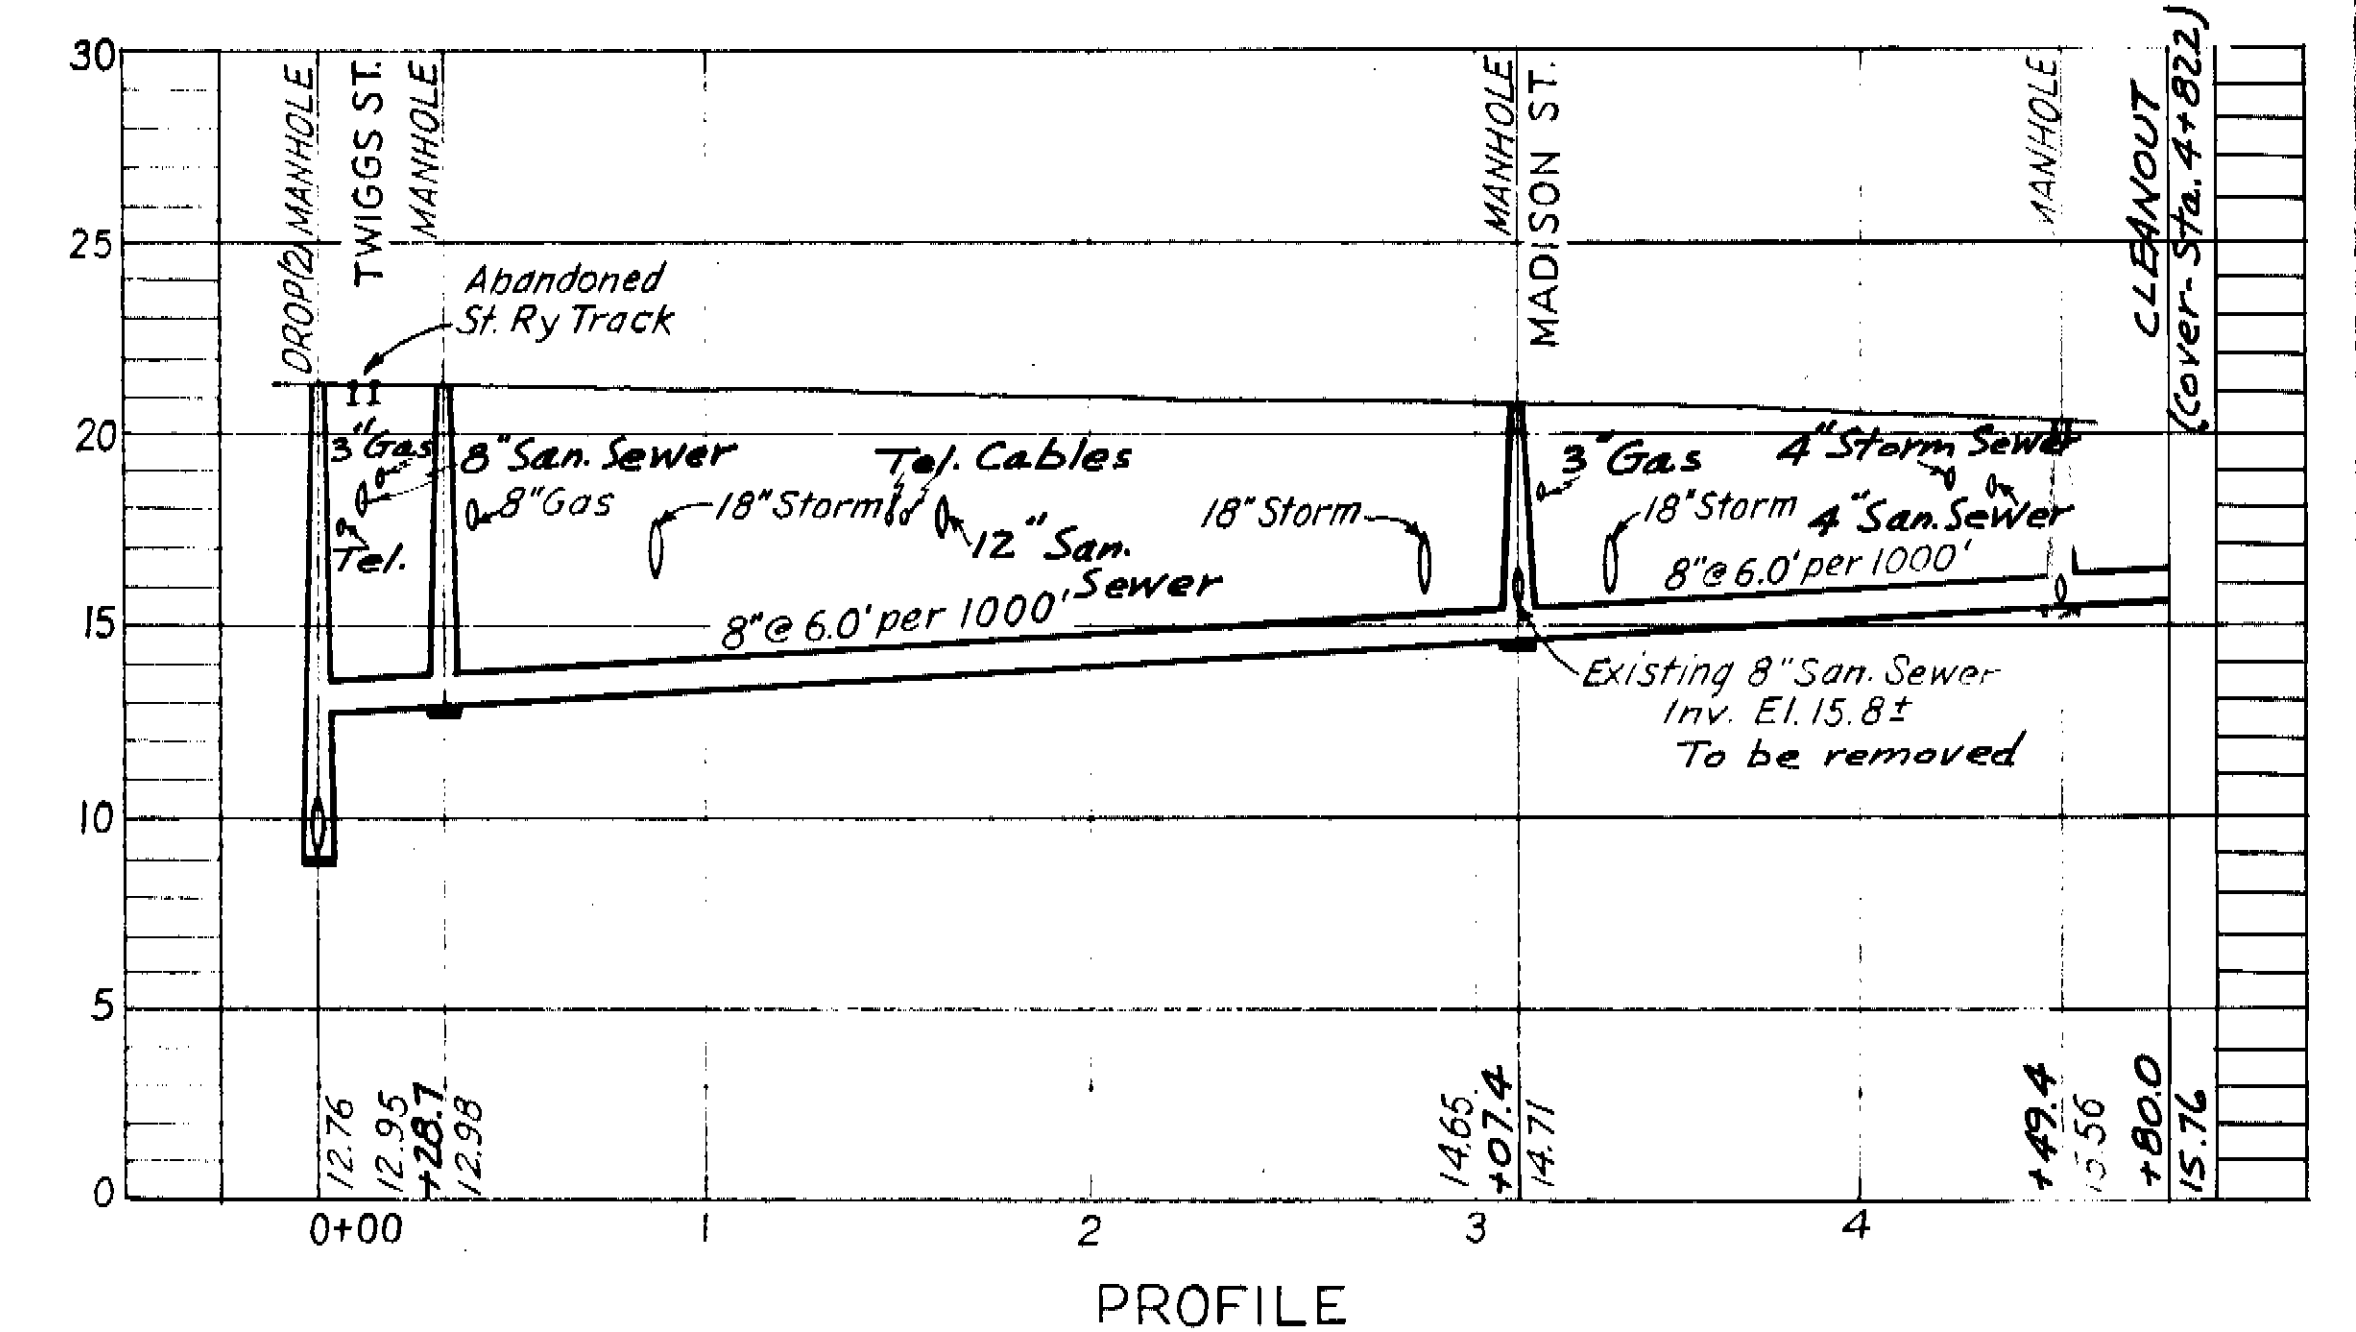 30
25
20
15
10
5
0
DROP(2) MANHOLE
TWIGGS ST.
MANHOLE
MANHOLE
MADISON ST.
MANHOLE
CLEANOUT
(Cover-Sta. 4+822)
Abandoned
St. Ry Track
3"Gas
8"San. Sewer
Tel.
8"Gas
18"Storm
Tel. Cables
12" San.
Sewer
18"Storm
3"Gas
18"Storm
4"Storm Sewer
4"San. Sewer
8"@ 6.0' per 1000'
8"@ 6.0' per 1000'
Existing 8"San. Sewer
Inv. El. 15.8±
To be removed
12.76
12.95
+28.7
12.98
14.65
+07.4
14.71
+49.4
15.56
+80.0
15.76
0+00
1
2
3
4
PROFILE